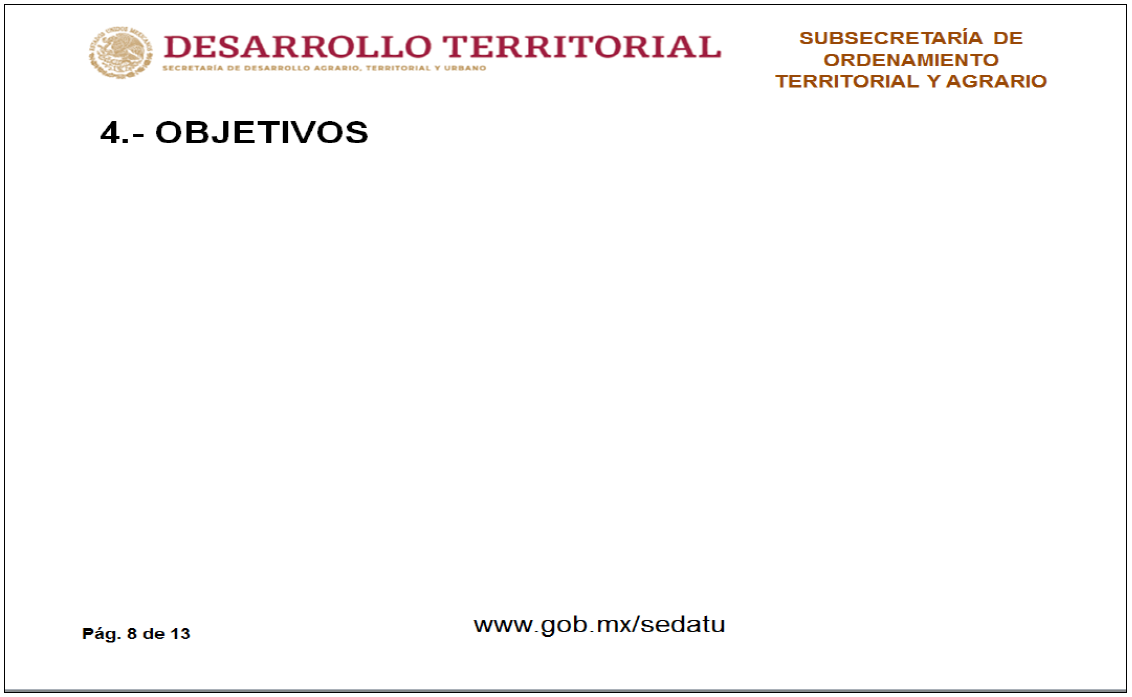 DESARROLLO TERRITORIAL
SECRETARÍA DE DESARROLLO AGRARIO, TERRITORIAL Y URBANO
SUBSECRETARÍA DE
ORDENAMIENTO
TERRITORIAL Y AGRARIO
4.- OBJETIVOS
Pág. 8 de 13
www.gob.mx/sedatu